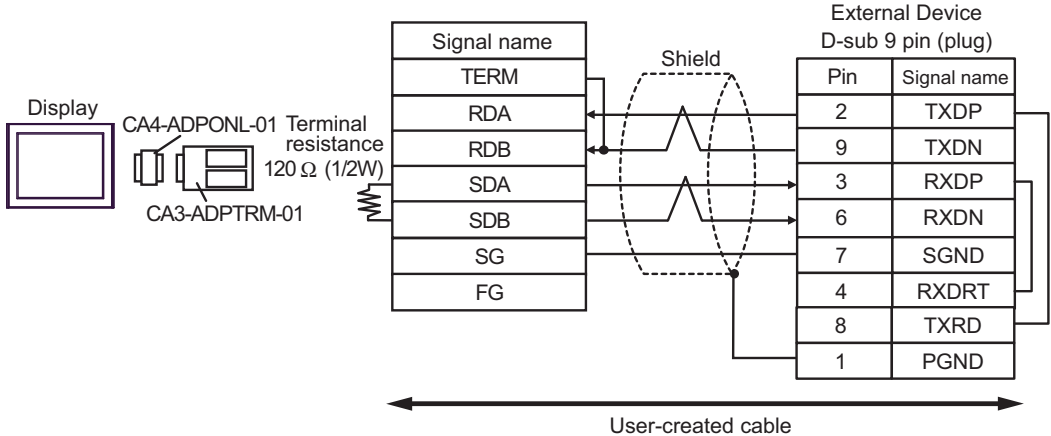 External Device
D-sub 9 pin (plug)
Signal name
Shield
Pin Signal name
TERM
Display
CA4-ADPONL-01
Terminal
resistance
120 Ω (1/2W)
CA3-ADPTRM-01
RDA
2 TXDP
RDB
9 TXDN
SDA
3 RXDP
SDB
6 RXDN
SG
7 SGND
FG
4 RXDRT
8 TXRD
1 PGND
User-created cable